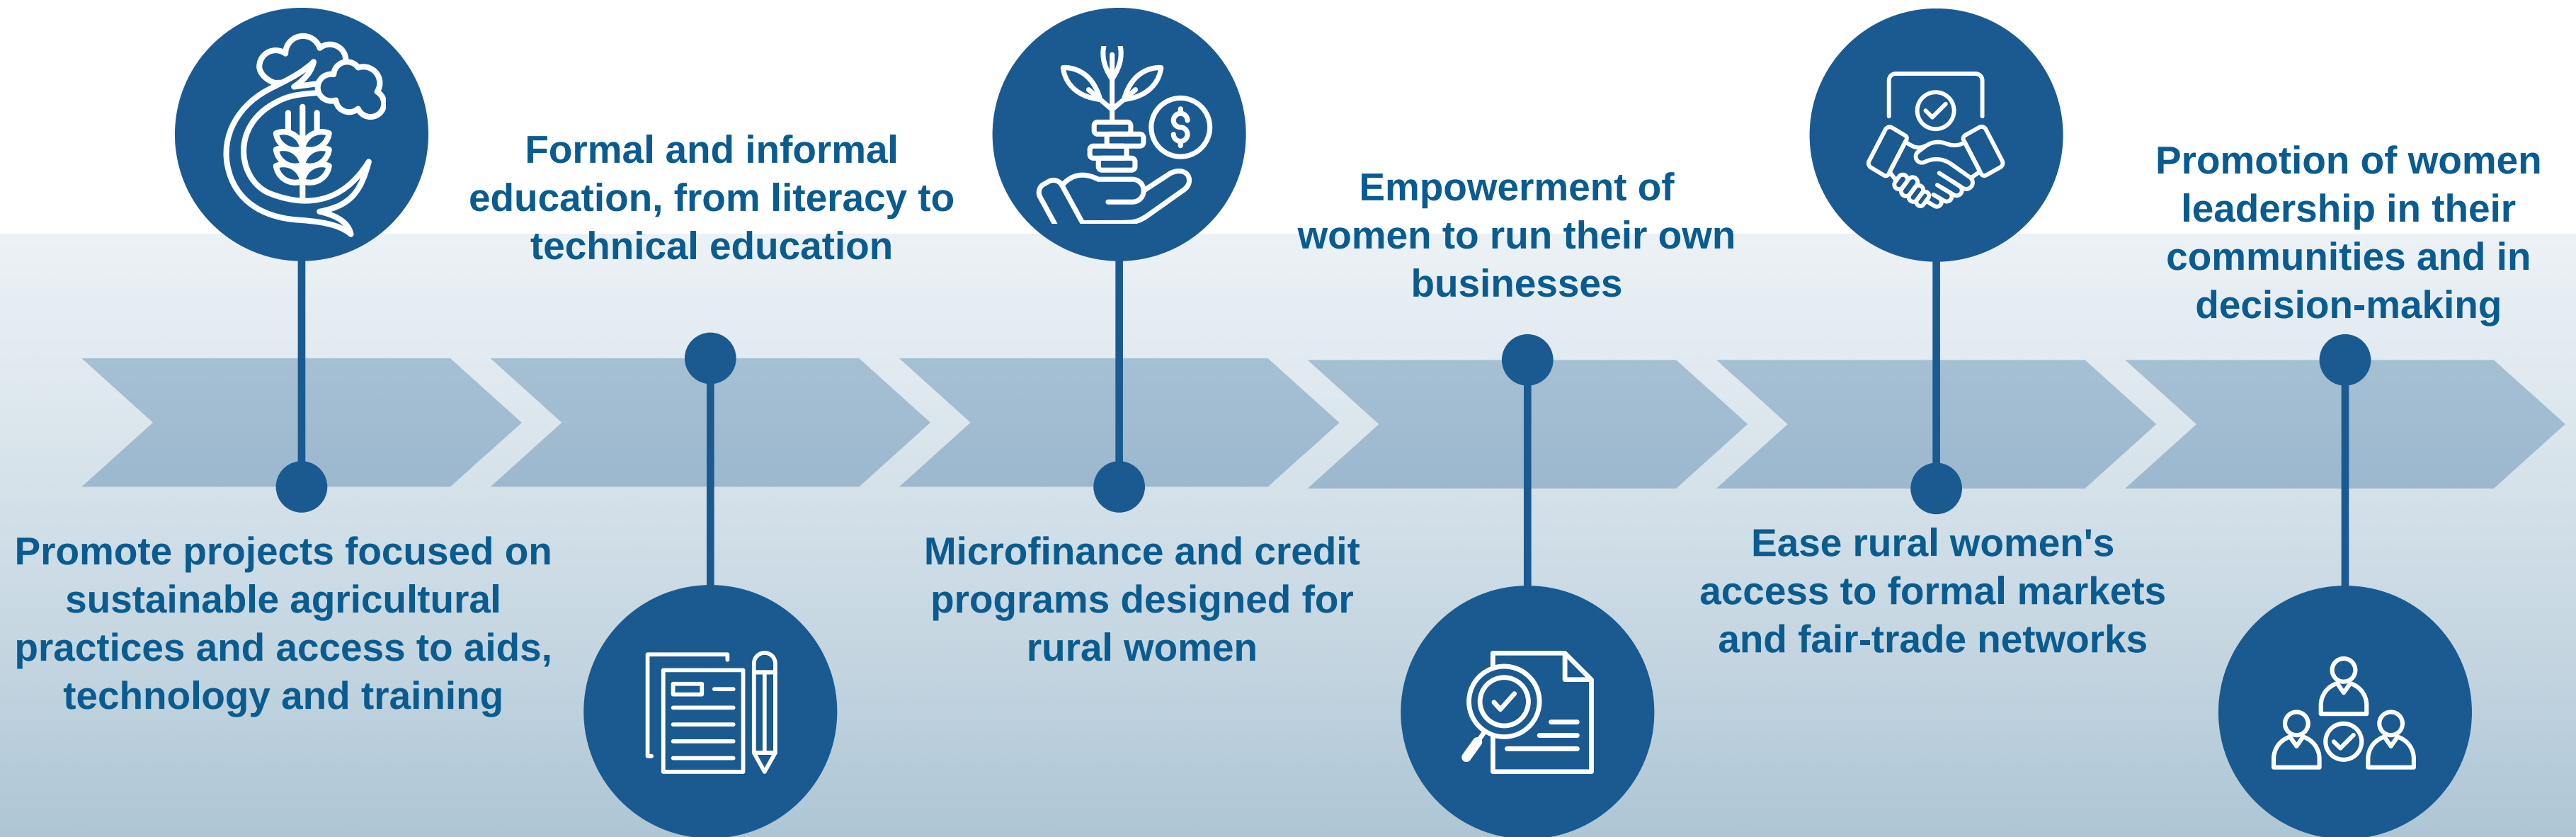 Promote projects focused on
sustainable agricultural
practices and access to aids,
technology and training
Formal and informal
education, from literacy to
technical education
Microfinance and credit
programs designed for
rural women
Empowerment of
women to run their own
businesses
Ease rural women's
access to formal markets
and fair-trade networks
Promotion of women
leadership in their
communities and in
decision-making